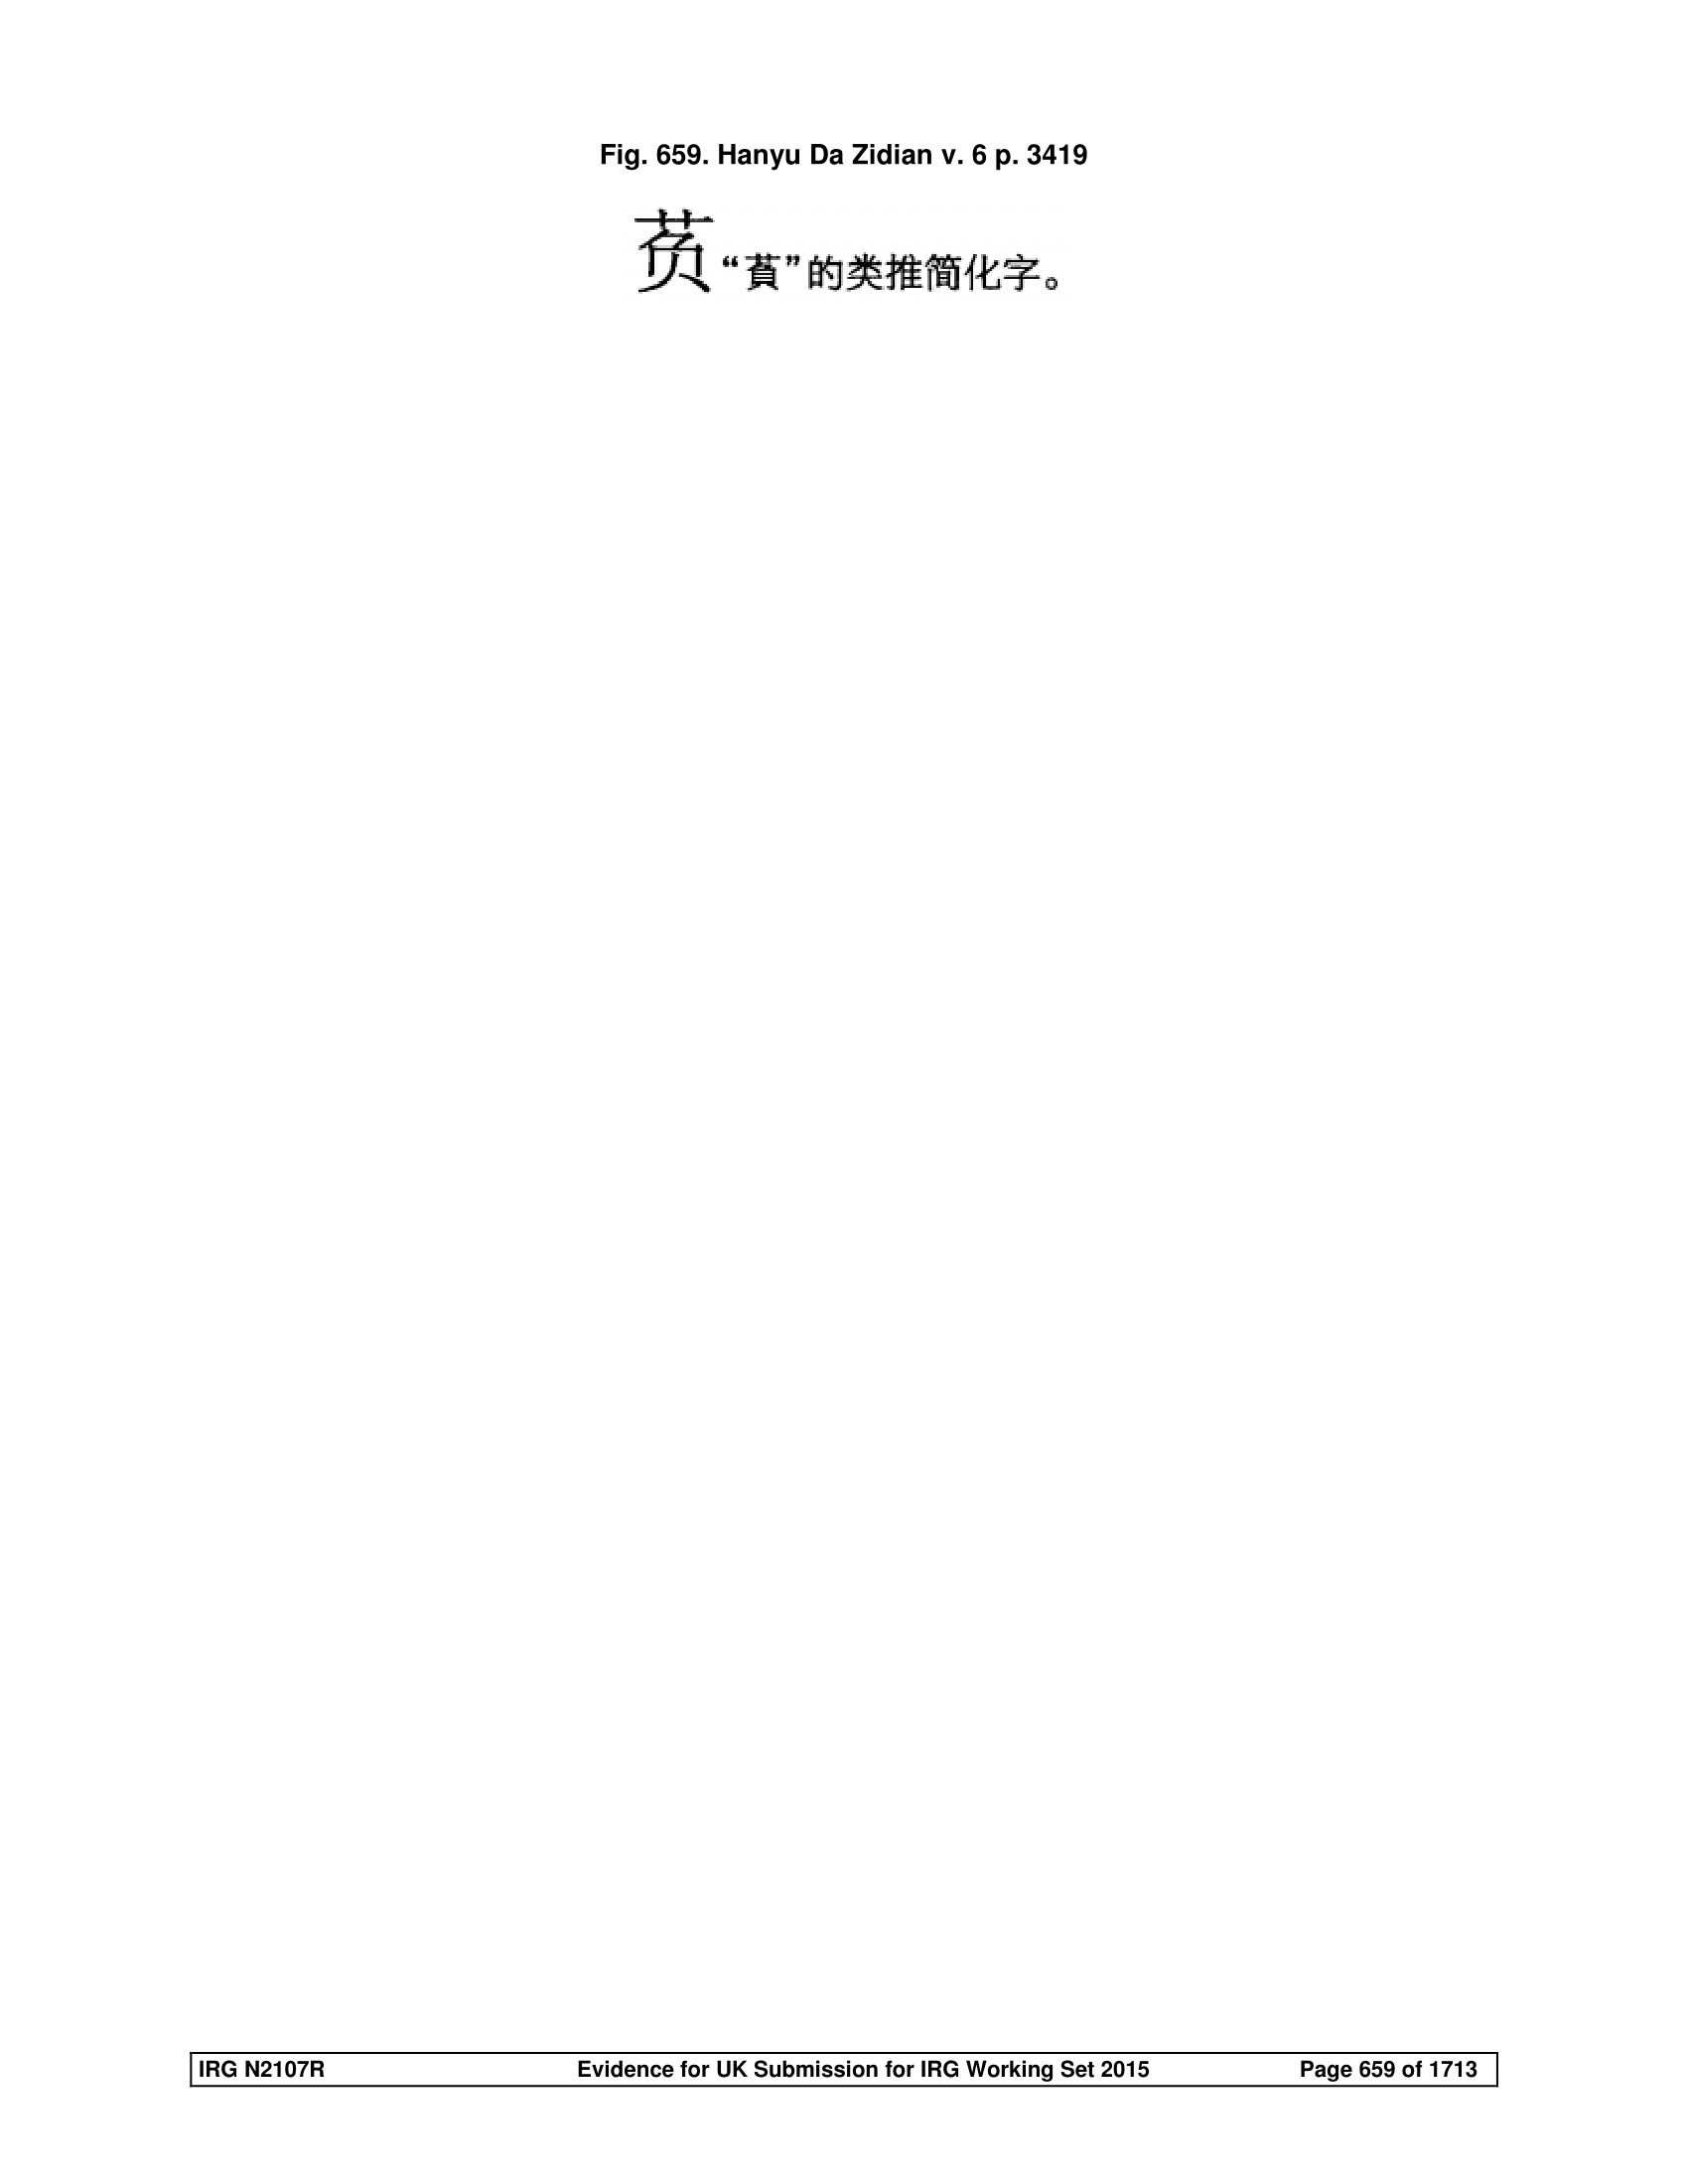 Fig. 659. Hanyu Da Zidian v. 6 p. 3419
“萯”的类推简化字。
IRG N2107R Evidence for UK Submission for IRG Working Set 2015 Page 659 of 1713